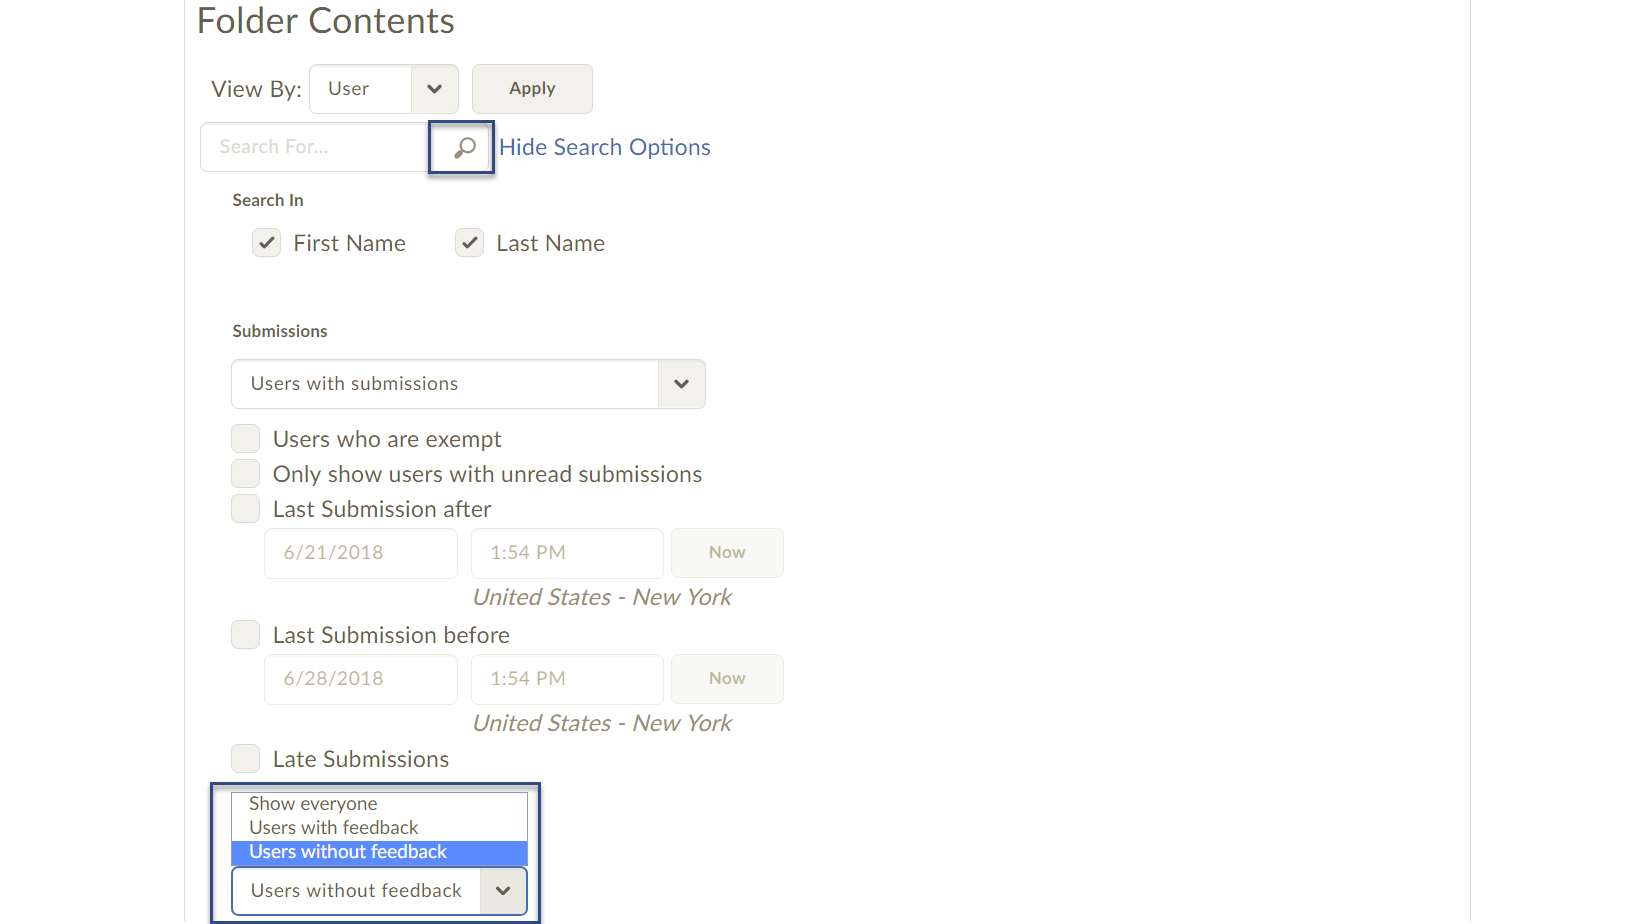 Folder Contents
View By: User Apply
Search For... Hide Search Options
Search In
First Name Last Name
Submissions
Users with submissions
Users who are exempt
Only show users with unread submissions
Last Submission after
6/21/2018 1:54 PM Now
United States - New York
Last Submission before
6/28/2018 1:54 PM Now
United States - New York
Late Submissions
Show everyone
Users with feedback
Users without feedback
Users without feedback